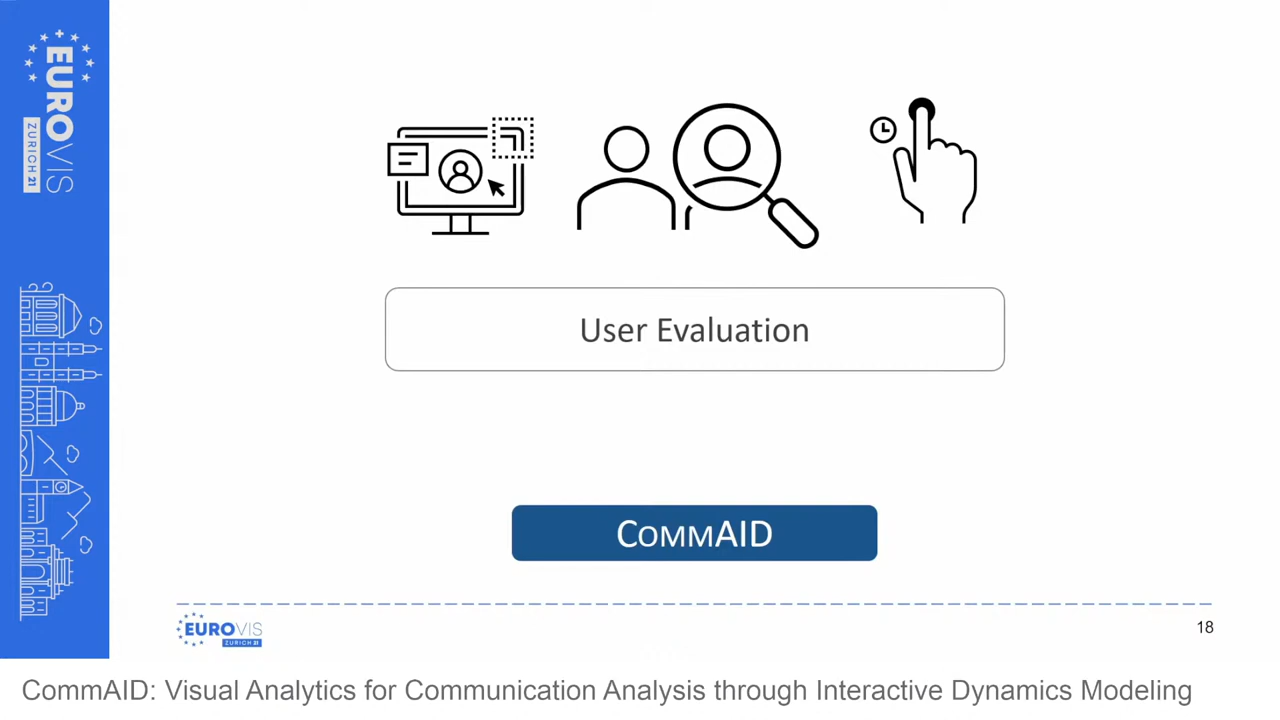 EUROVIS
ZURICH 21
User Evaluation
COMMAID
EUROVIS
ZURICH 21
18
CommAID: Visual Analytics for Communication Analysis through Interactive Dynamics Modeling